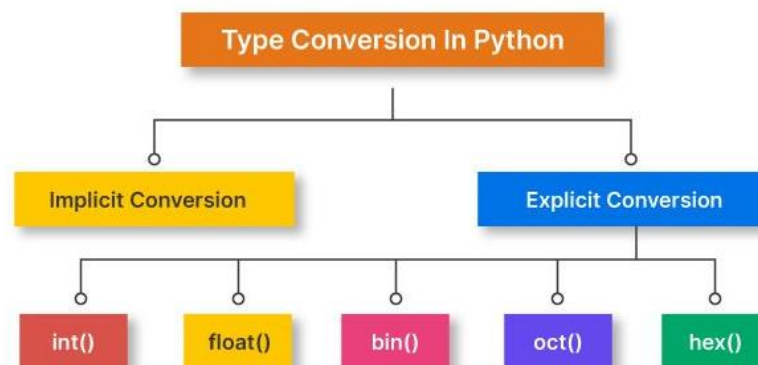 Type Conversion In Python
Implicit Conversion
Explicit Conversion
int()
float()
bin()
oct()
hex()